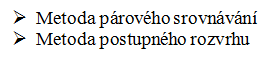 ➢ Metoda párového srovnávání
➢ Metoda postupného rozvrhu